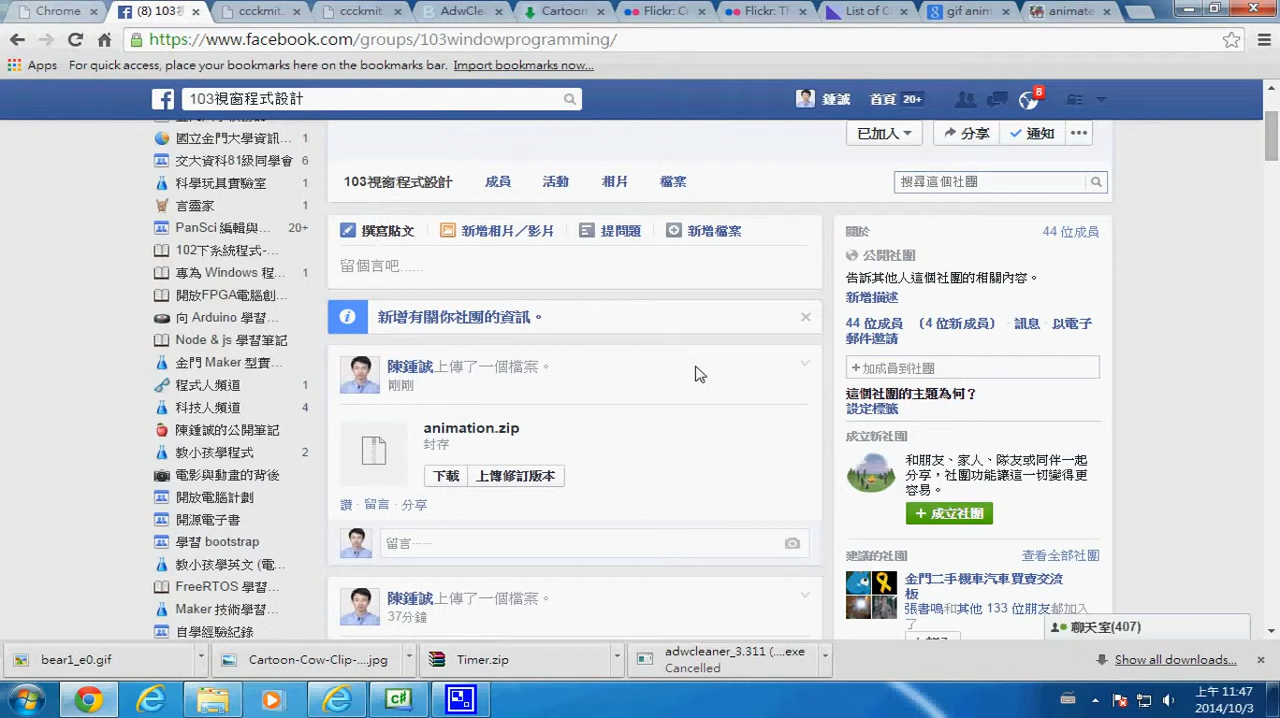 Chrome
(8) 103視
ccckmit
ccckmit
AdwCle
Cartoon
Flickr: C
Flickr: Th
List of G
gif anim
animate
https://www.facebook.com/groups/103windowprogramming/
Apps For quick access, place your bookmarks here on the bookmarks bar. Import bookmarks now...
103視窗程式設計
鍾誠 首頁 20+ 8
國立金門大學資訊... 1
交大資科81級同學會 6
科學玩具實驗室 1
言靈家 1
PanSci 編輯與... 20+
102下系統程式-...
專為 Windows 程... 1
開放FPGA電腦創...
向 Arduino 學習...
Node & js 學習筆記
金門 Maker 型實...
程式人頻道 1
科技人頻道 4
陳鍾誠的公開筆記
教小孩學程式 2
電影與動畫的背後
開放電腦計劃
開源電子書
學習 bootstrap
教小孩學英文 (電...
FreeRTOS 學習...
Maker 技術學習...
自學經驗紀錄
已加入 分享 通知
103視窗程式設計 成員 活動 相片 檔案
搜尋這個社團
撰寫貼文 新增相片／影片 提問題 新增檔案
留個言吧......
新增有關你社團的資訊。
陳鍾誠上傳了一個檔案。
剛剛
animation.zip
封存
下載 上傳修訂版本
讚 · 留言 · 分享
留言......
陳鍾誠上傳了一個檔案。
37分鐘
關於 44 位成員
公開社團
告訴其他人這個社團的相關內容。
新增描述
44 位成員 （4 位新成員） · 訊息 · 以電子
郵件邀請
+加成員到社團
這個社團的主題為何？
設定標籤
成立新社團
和朋友、家人、隊友或同伴一起
分享，社團功能讓這一切變得更
容易。
+ 成立社團
建議的社團 查看全部社團
金門二手機車汽車買賣交流
板
張書鳴和其他 133 位朋友都加入
了
聊天室(407)
bear1_e0.gif
Cartoon-Cow-Clip-....jpg
Timer.zip
adwcleaner_3.311 (....exe
Cancelled
Show all downloads...
上午 11:47
2014/10/3